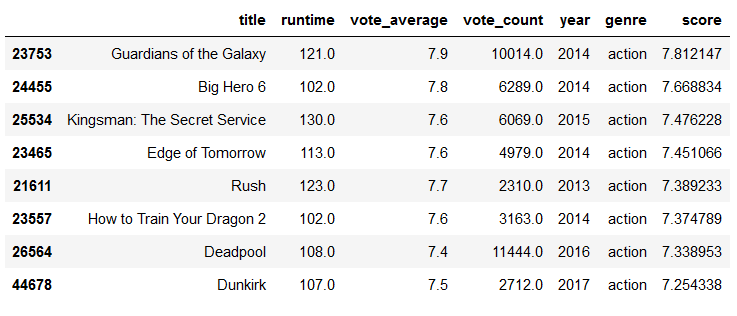 title runtime vote_average vote_count year genre score
23753 Guardians of the Galaxy 121.0 7.9 10014.0 2014 action 7.812147
24455 Big Hero 6 102.0 7.8 6289.0 2014 action 7.668834
25534 Kingsman: The Secret Service 130.0 7.6 6069.0 2015 action 7.476228
23465 Edge of Tomorrow 113.0 7.6 4979.0 2014 action 7.451066
21611 Rush 123.0 7.7 2310.0 2013 action 7.389233
23557 How to Train Your Dragon 2 102.0 7.6 3163.0 2014 action 7.374789
26564 Deadpool 108.0 7.4 11444.0 2016 action 7.338953
44678 Dunkirk 107.0 7.5 2712.0 2017 action 7.254338